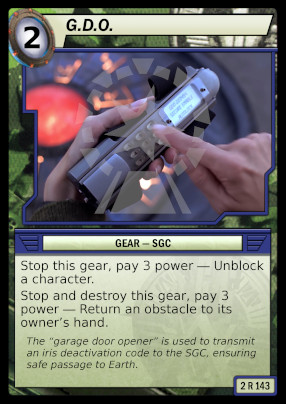 2
G.D.O.
GEAR – SGC
Stop this gear, pay 3 power — Unblock
a character.
Stop and destroy this gear, pay 3
power — Return an obstacle to its
owner's hand.
The “garage door opener” is used to transmit
an iris deactivation code to the SGC, ensuring
safe passage to Earth.
2 R 143